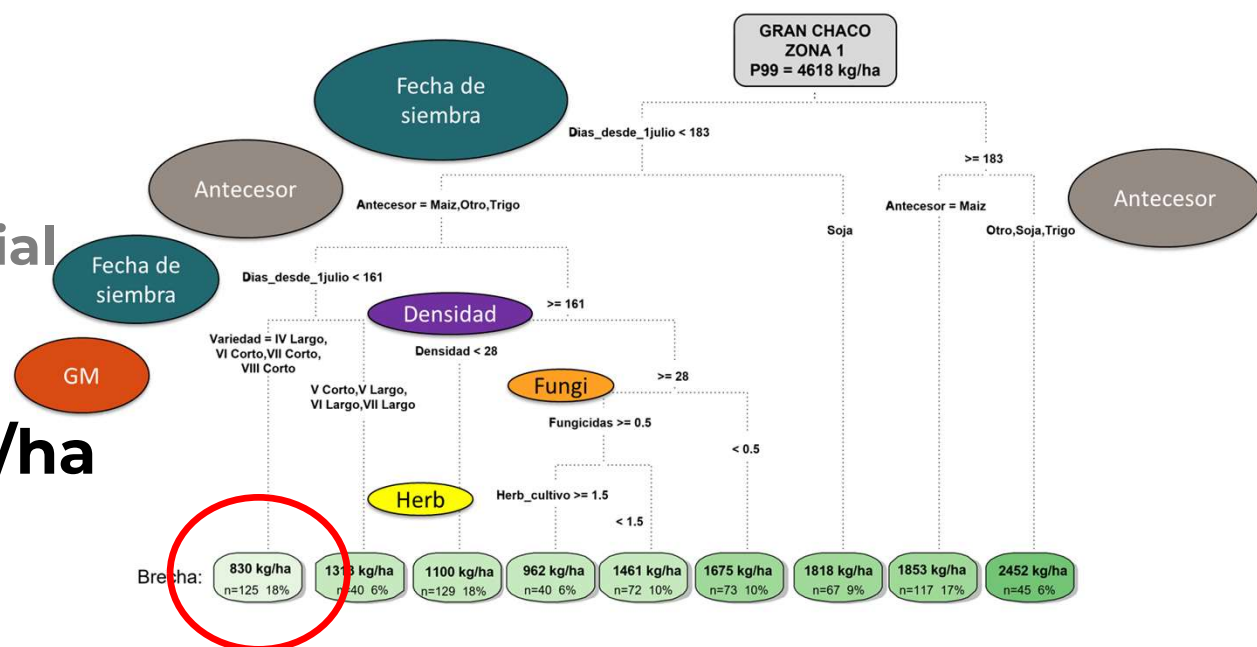 GRAN CHACO
ZONA 1
P99 = 4618 kg/ha
Fecha de
siembra
Dias_desde_1julio < 183
>= 183
Antecesor
Antecesor = Maiz,Otro,Trigo
Soja
Antecesor = Maiz
Otro,Soja,Trigo
Antecesor
ial
Fecha de
siembra
Dias_desde_1julio < 161
>= 161
Densidad
Variedad = IV Largo,
VI Corto,VII Corto,
VIII Corto
GM
V Corto,V Largo,
VI Largo,VII Largo
Densidad < 28
>= 28
Fungi
Fungicidas >= 0.5
< 0.5
/ha
Herb
Herb_cultivo >= 1.5
< 1.5
Brecha:
830 kg/ha
n=125 18%
1313 kg/ha
n=40 6%
1100 kg/ha
n=129 18%
962 kg/ha
n=40 6%
1461 kg/ha
n=72 10%
1675 kg/ha
n=73 10%
1818 kg/ha
n=67 9%
1853 kg/ha
n=117 17%
2452 kg/ha
n=45 6%